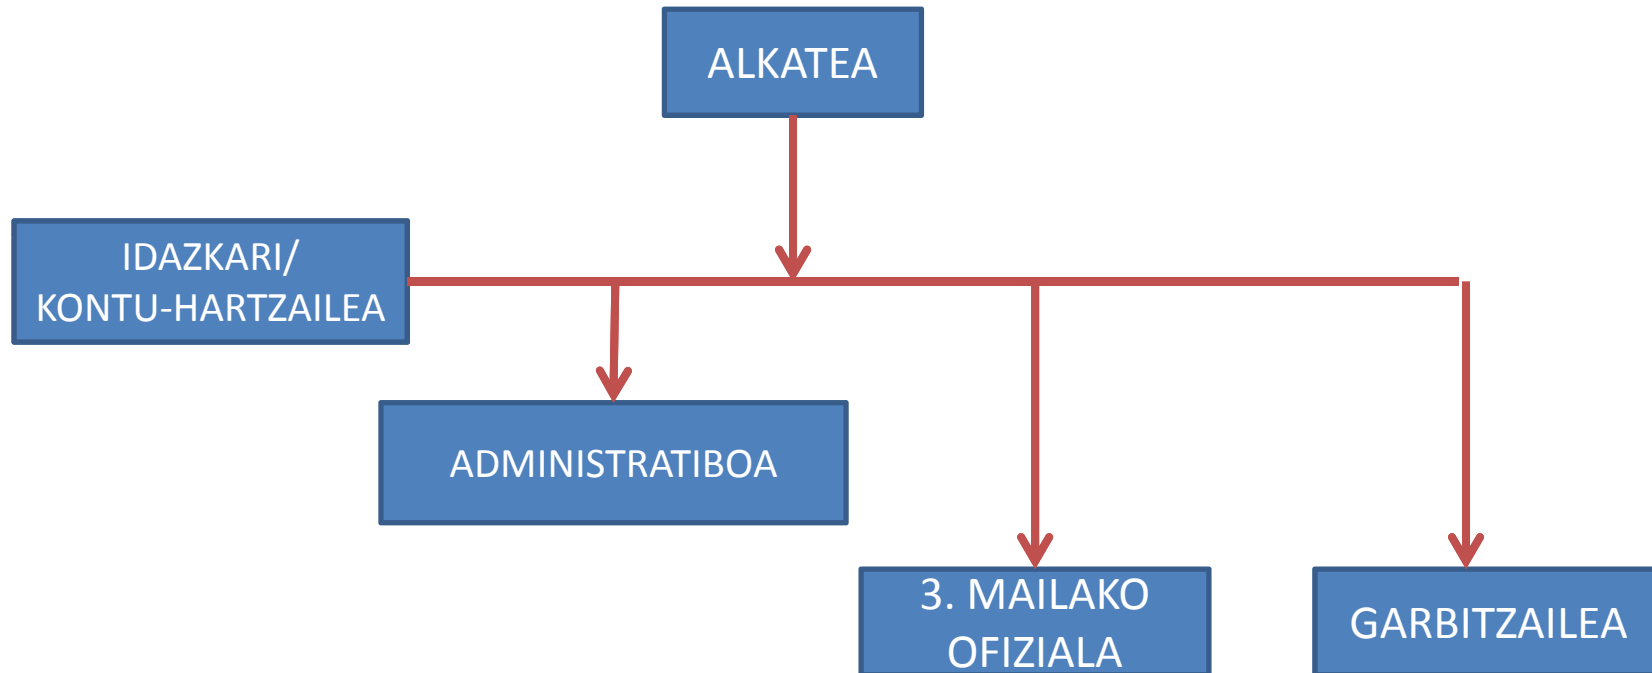 ALKATEA
IDAZKARI/
KONTU-HARTZAILEA
ADMINISTRATIBOA
3. MAILAKO
OFIZIALA
GARBITZAILEA